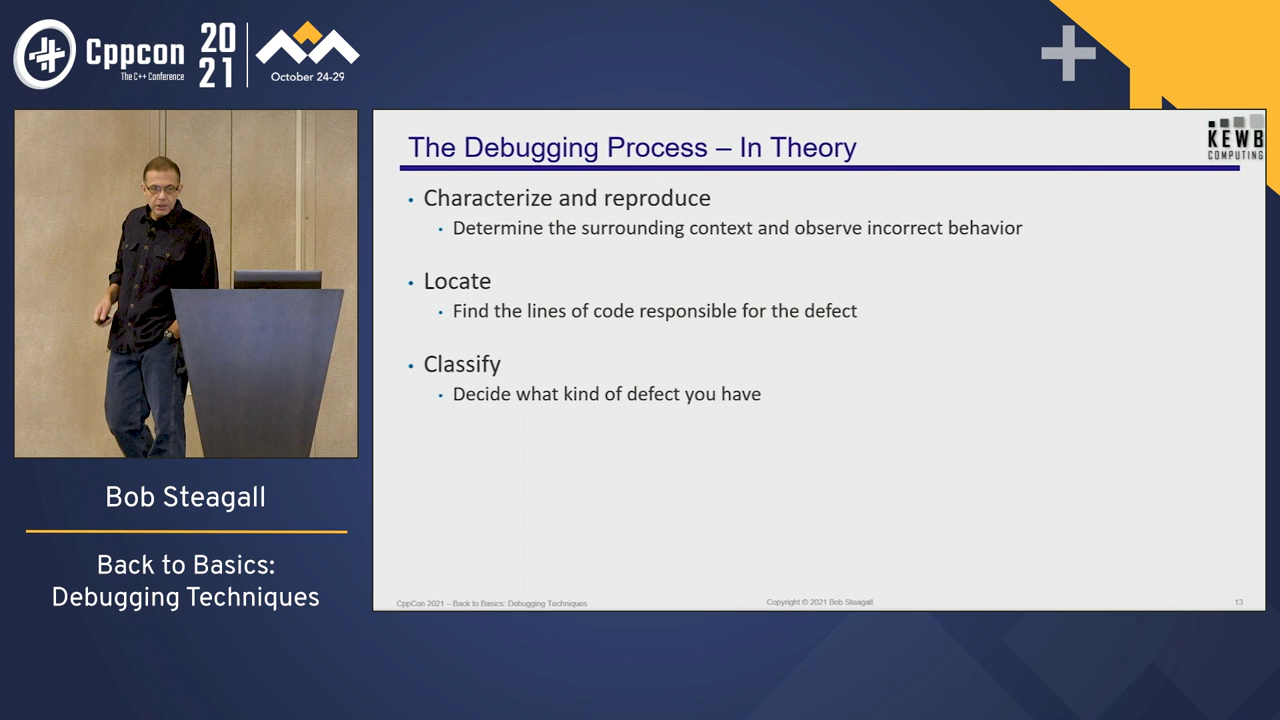 Cppcon
The C++ Conference
20
21
October 24-29
The Debugging Process – In Theory
KEWB
COMPUTING
• Characterize and reproduce
• Determine the surrounding context and observe incorrect behavior
• Locate
• Find the lines of code responsible for the defect
• Classify
• Decide what kind of defect you have
CppCon 2021 – Back to Basics: Debugging Techniques
Copyright © 2021 Bob Steagall
13
Bob Steagall
Back to Basics:
Debugging Techniques